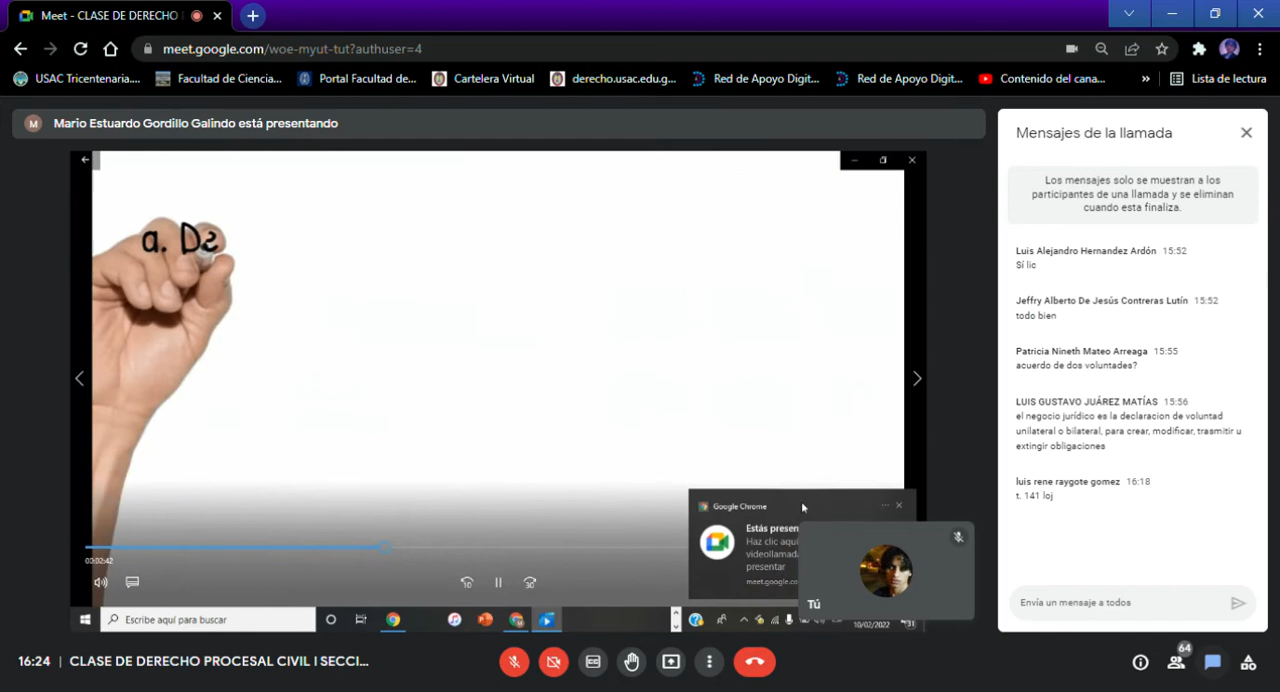 Meet - CLASE DE DERECHO
meet.google.com/woe-myut-tut?authuser=4
USAC Tricentenaria....
Facultad de Ciencia...
Portal Facultad de...
Cartelera Virtual
derecho.usac.edu.g...
Red de Apoyo Digit...
Red de Apoyo Digit...
Contenido del cana...
»
Lista de lectura
M
Mario Estuardo Gordillo Galindo está presentando
a. De
Google Chrome
Estás presen
Haz clic aquí
videollamada
presentar
meet.google.co
Tú
00:02:42
10
30
Escribe aquí para buscar
10/02/2022
Mensajes de la llamada
Los mensajes solo se muestran a los
participantes de una llamada y se eliminan
cuando esta finaliza.
Luis Alejandro Hernandez Ardón 15:52
Sí lic
Jeffry Alberto De Jesús Contreras Lutín 15:52
todo bien
Patricia Nineth Mateo Arreaga 15:55
acuerdo de dos voluntades?
LUIS GUSTAVO JUÁREZ MATÍAS 15:56
el negocio jurídico es la declaracion de voluntad
unilateral o bilateral, para crear, modificar, trasmitir u
extingir obligaciones
luis rene raygote gomez 16:18
t. 141 loj
Envía un mensaje a todos
16:24 | CLASE DE DERECHO PROCESAL CIVIL I SECCI...
64